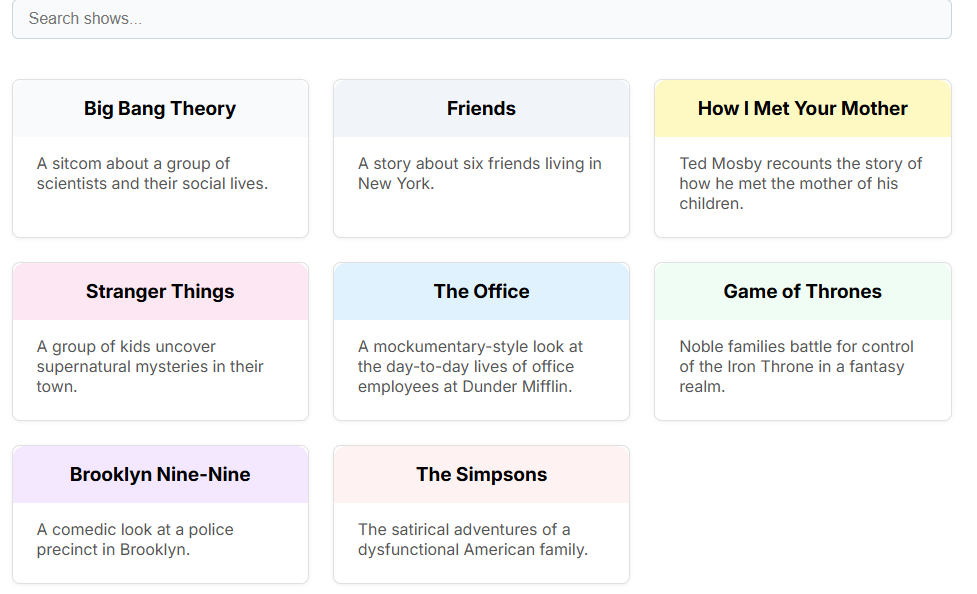 Search shows...
Big Bang Theory
A sitcom about a group of
scientists and their social lives.
Friends
A story about six friends living in
New York.
How I Met Your Mother
Ted Mosby recounts the story of
how he met the mother of his
children.
Stranger Things
A group of kids uncover
supernatural mysteries in their
town.
The Office
A mockumentary-style look at
the day-to-day lives of office
employees at Dunder Mifflin.
Game of Thrones
Noble families battle for control
of the Iron Throne in a fantasy
realm.
Brooklyn Nine-Nine
A comedic look at a police
precinct in Brooklyn.
The Simpsons
The satirical adventures of a
dysfunctional American family.